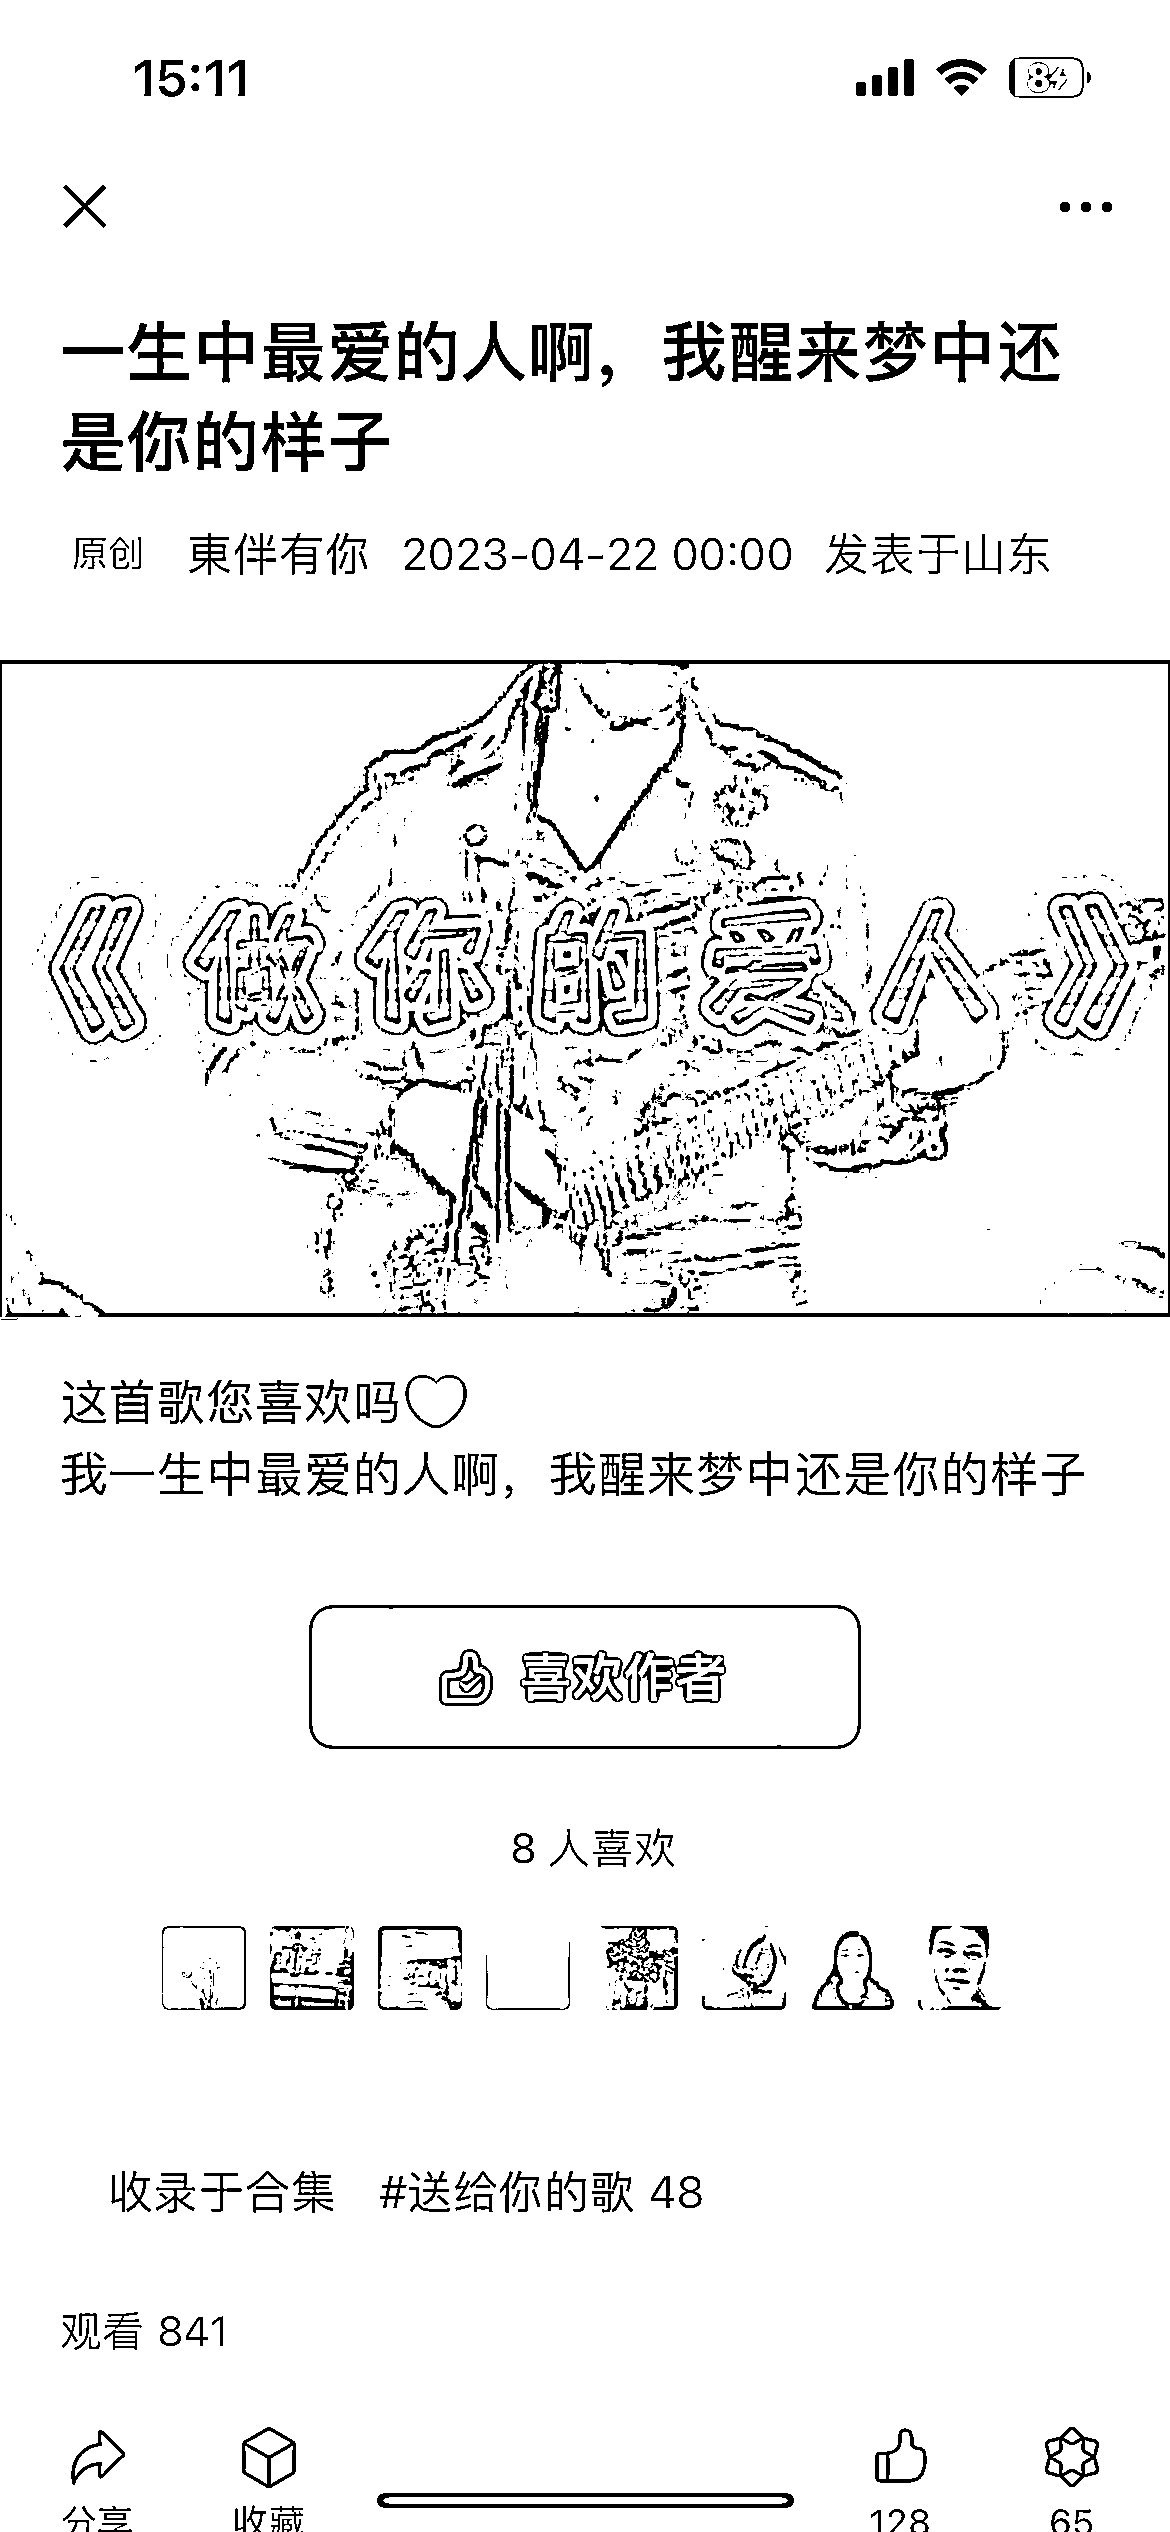 15:11
一生中最爱的人啊，我醒来梦中还
是你的样子
原创 東伴有你 2023-04-22 00:00 发表于山东
《做你的爱人》
这首歌您喜欢吗
我一生中最爱的人啊，我醒来梦中还是你的样子
喜欢作者
8 人喜欢
收录于合集 #送给你的歌 48
观看 841
分享 收藏 128 65